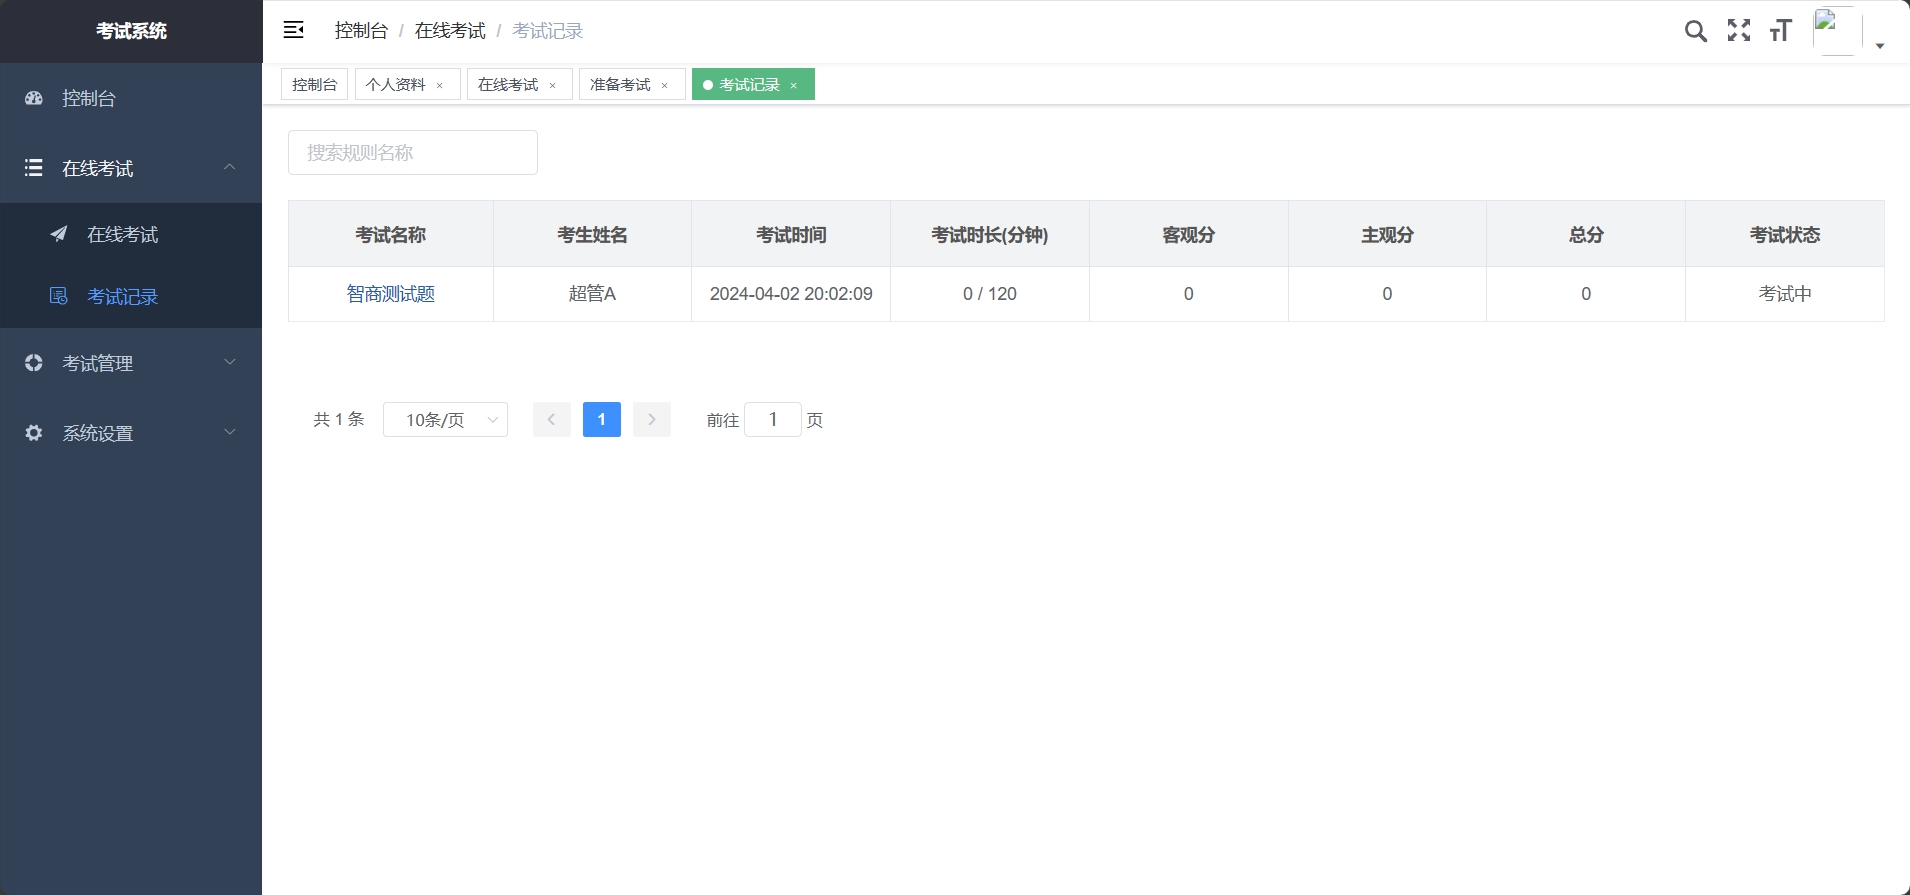 考试系统
控制台 / 在线考试 / 考试记录
控制台
个人资料 ×
在线考试 ×
准备考试 ×
考试记录 ×
控制台
在线考试
在线考试
考试记录
考试管理
系统设置
搜索规则名称
考试名称 考生姓名 考试时间 考试时长(分钟) 客观分 主观分 总分 考试状态
智商测试题 超管A 2024-04-02 20:02:09 0 / 120 0 0 0 考试中
共 1 条 10条/页 1 前往 1 页